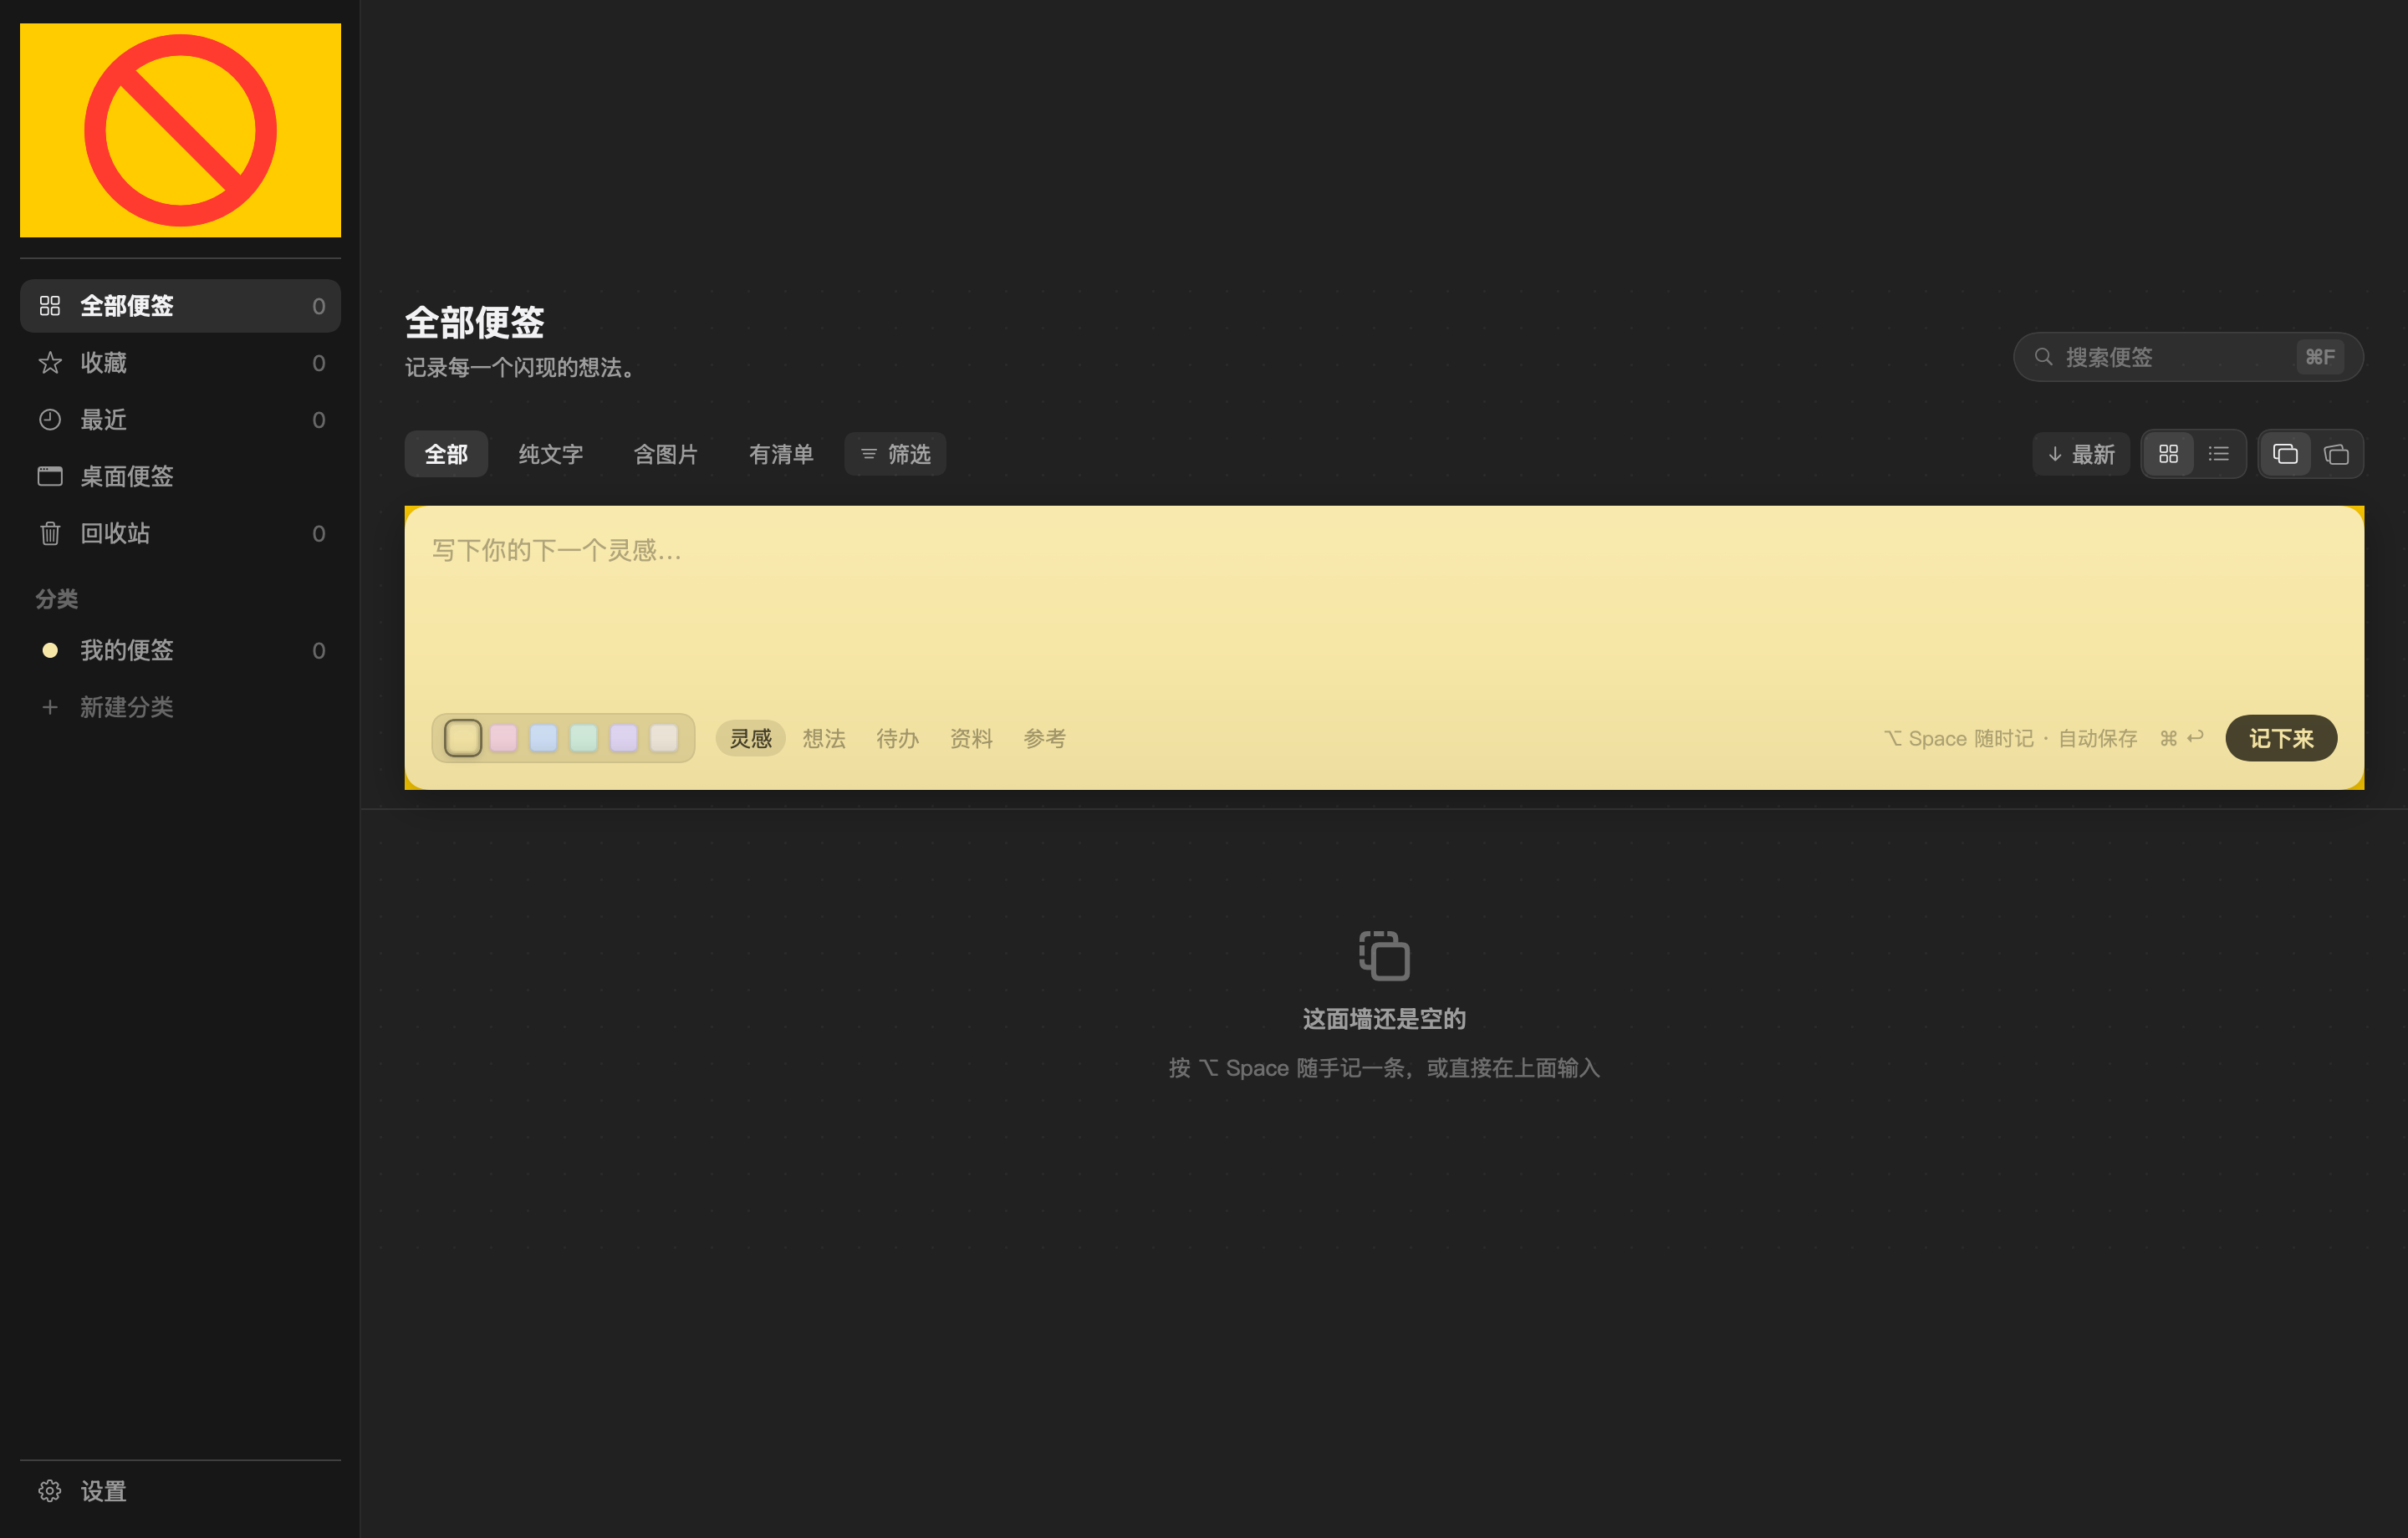 全部便签 0
收藏 0
最近 0
桌面便签
回收站 0
分类
我的便签 0
+ 新建分类
设置
全部便签
记录每一个闪现的想法。
搜索便签 ⌘F
全部 纯文字 含图片 有清单 筛选
↓ 最新
写下你的下一个灵感…
灵感 想法 待办 资料 参考 ⌥ Space 随时记 · 自动保存 ⌘ ↩ 记下来
这面墙还是空的
按 ⌥ Space 随手记一条，或直接在上面输入